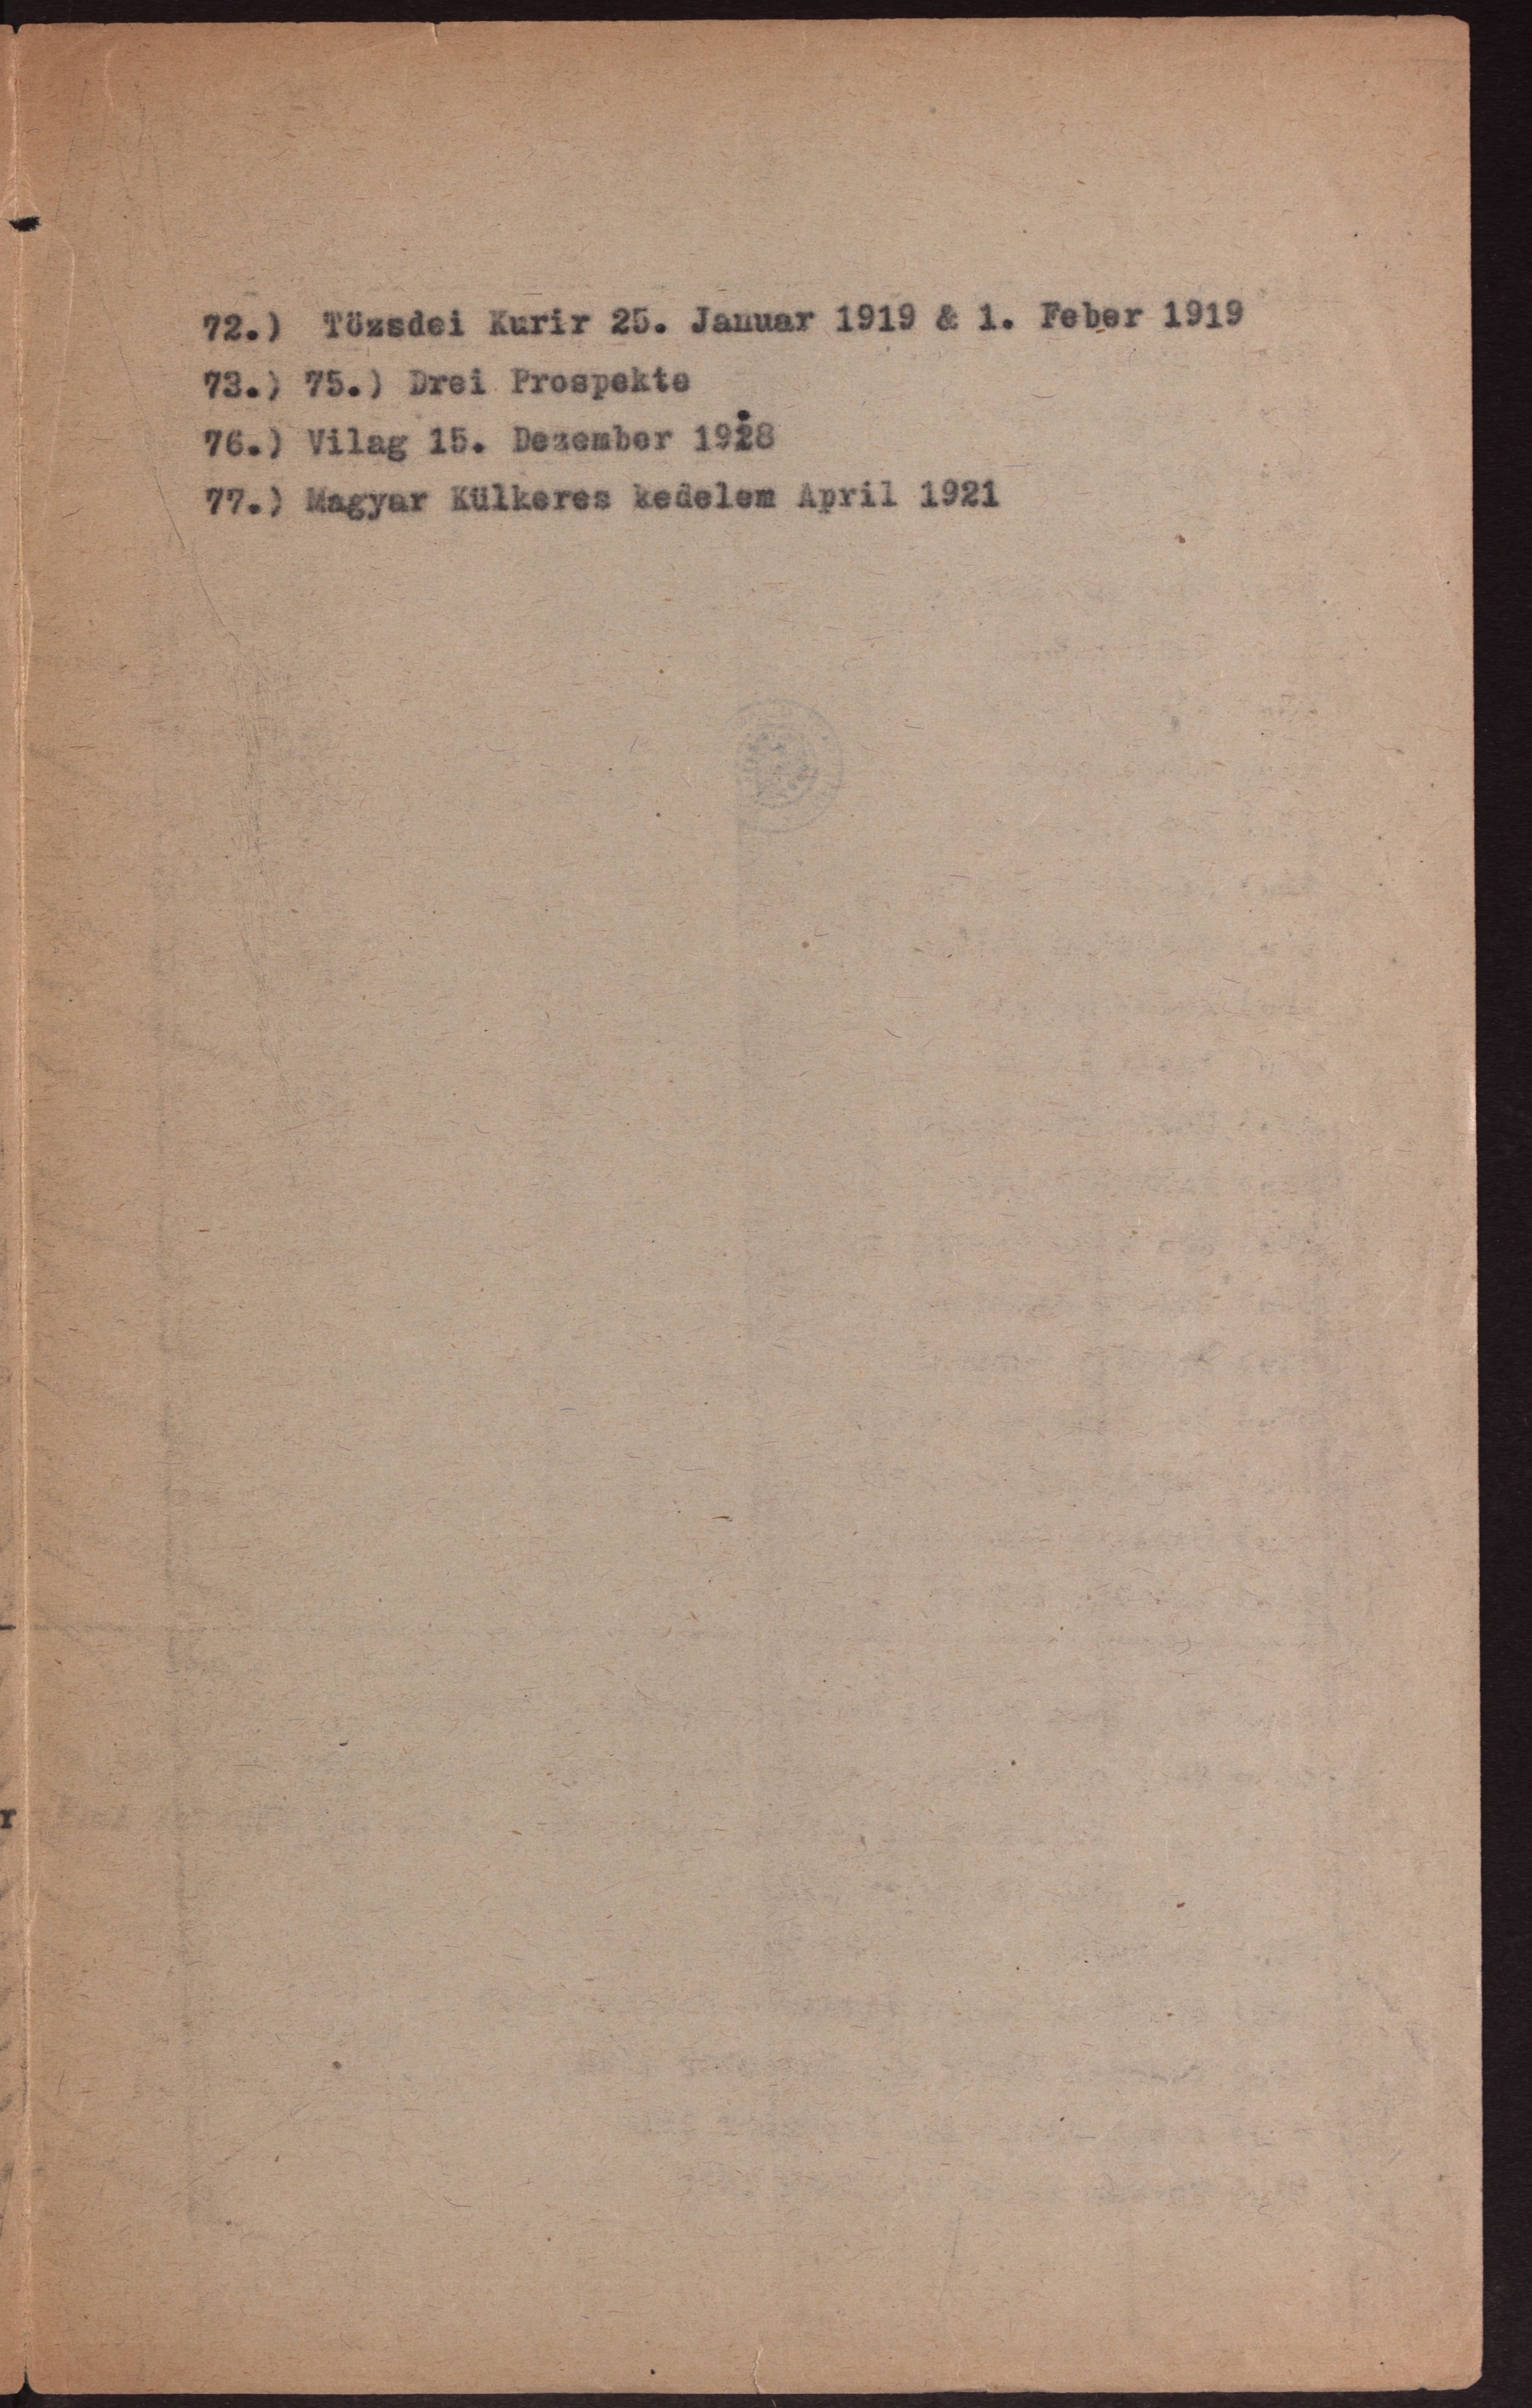 72.) Tözsdei Kurir 25. Januar 1919 & 1. Feber 1919
73.) 75.) Drei Prospekte
76.) Vilag 15. Dezember 1928
77.) Magyar Külkeres kedelem April 1921
r